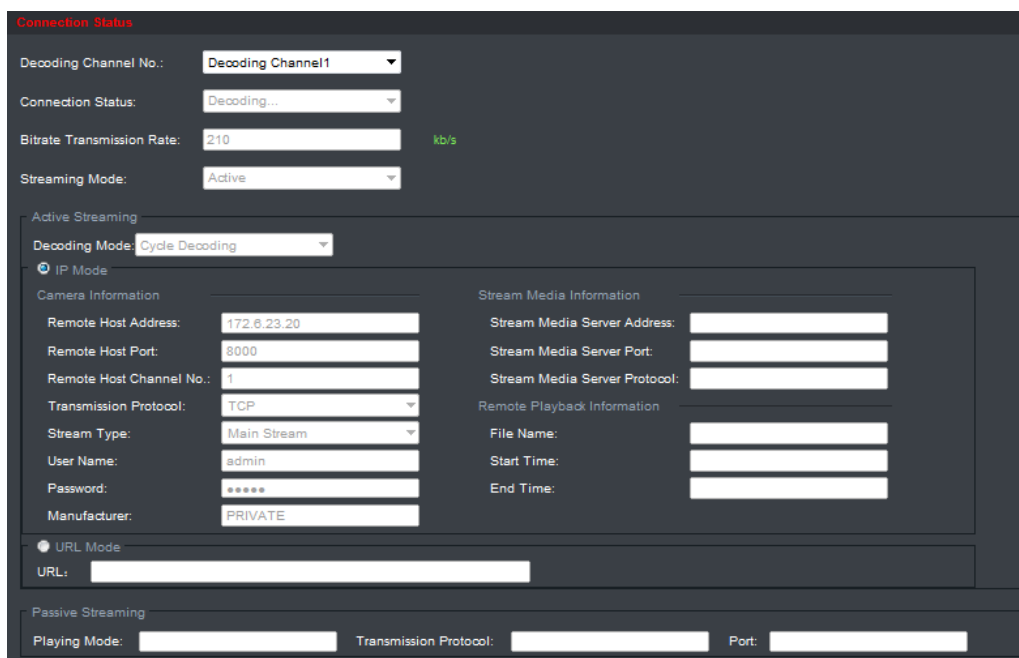 Connection Status
Decoding Channel No.: Decoding Channel1
Connection Status: Decoding...
Bitrate Transmission Rate: 210 kb/s
Streaming Mode: Active
Active Streaming
Decoding Mode: Cycle Decoding
IP Mode
Camera Information
Remote Host Address: 172.6.23.20
Remote Host Port: 8000
Remote Host Channel No.: 1
Transmission Protocol: TCP
Stream Type: Main Stream
User Name: admin
Password: •••••
Manufacturer: PRIVATE
Stream Media Information
Stream Media Server Address:
Stream Media Server Port:
Stream Media Server Protocol:
Remote Playback Information
File Name:
Start Time:
End Time:
URL Mode
URL:
Passive Streaming
Playing Mode: Transmission Protocol: Port: